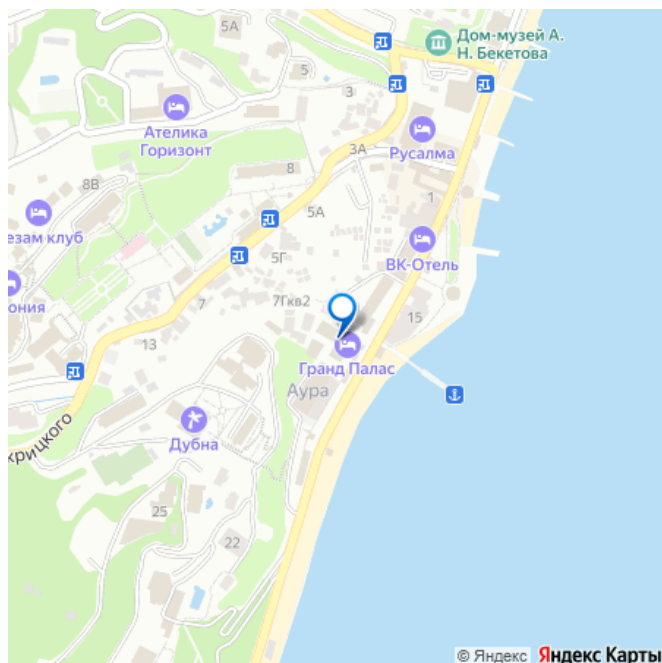 5А
Дом-музей А.
Н. Бекетова
5
3
Ателика
Горизонт
Русалма
3А
8
8В
1
5А
езам клуб
ВК-Отель
5Г
ония
7
7Гкв2
15
13
Гранд Палас
Аура
Дубна
хрицкого
25
22
© Яндекс Яндекс Карты